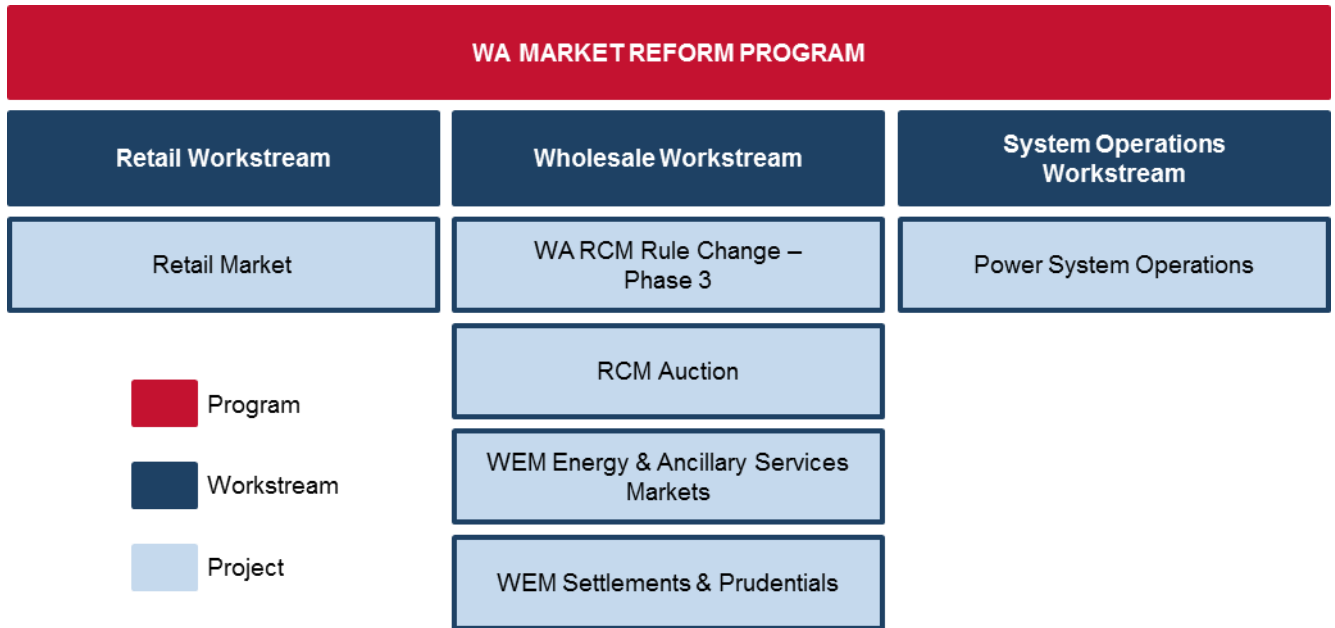 WA MARKET REFORM PROGRAM
Retail Workstream
Wholesale Workstream
System Operations
Workstream
Retail Market
WA RCM Rule Change –
Phase 3
Power System Operations
RCM Auction
WEM Energy & Ancillary Services
Markets
WEM Settlements & Prudentials
Program
Workstream
Project